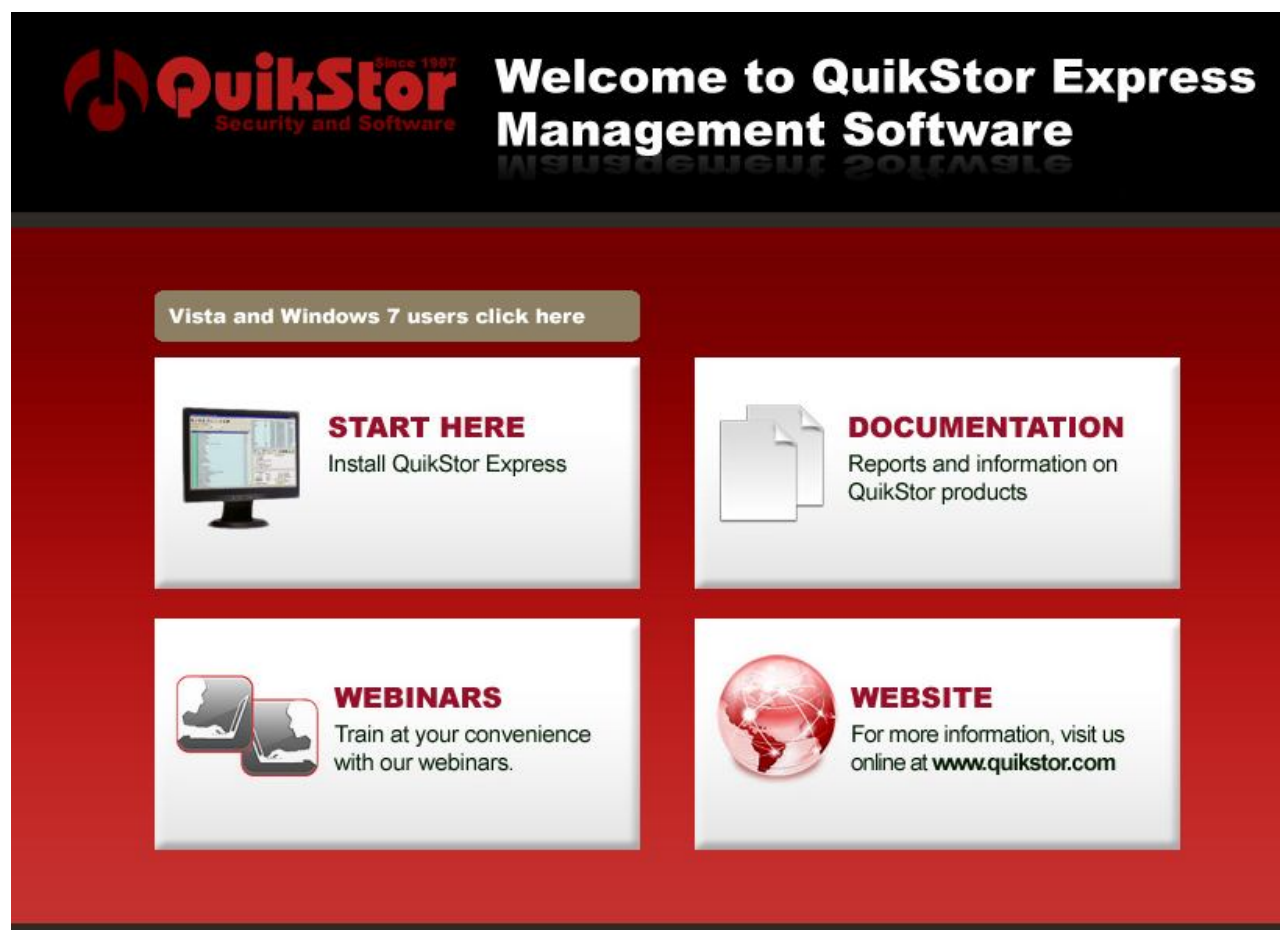 QuikStor
Since 1987
Security and Software
Welcome to QuikStor Express
Management Software
Vista and Windows 7 users click here
START HERE
Install QuikStor Express
DOCUMENTATION
Reports and information on
QuikStor products
WEBINARS
Train at your convenience
with our webinars.
WEBSITE
For more information, visit us
online at www.quikstor.com